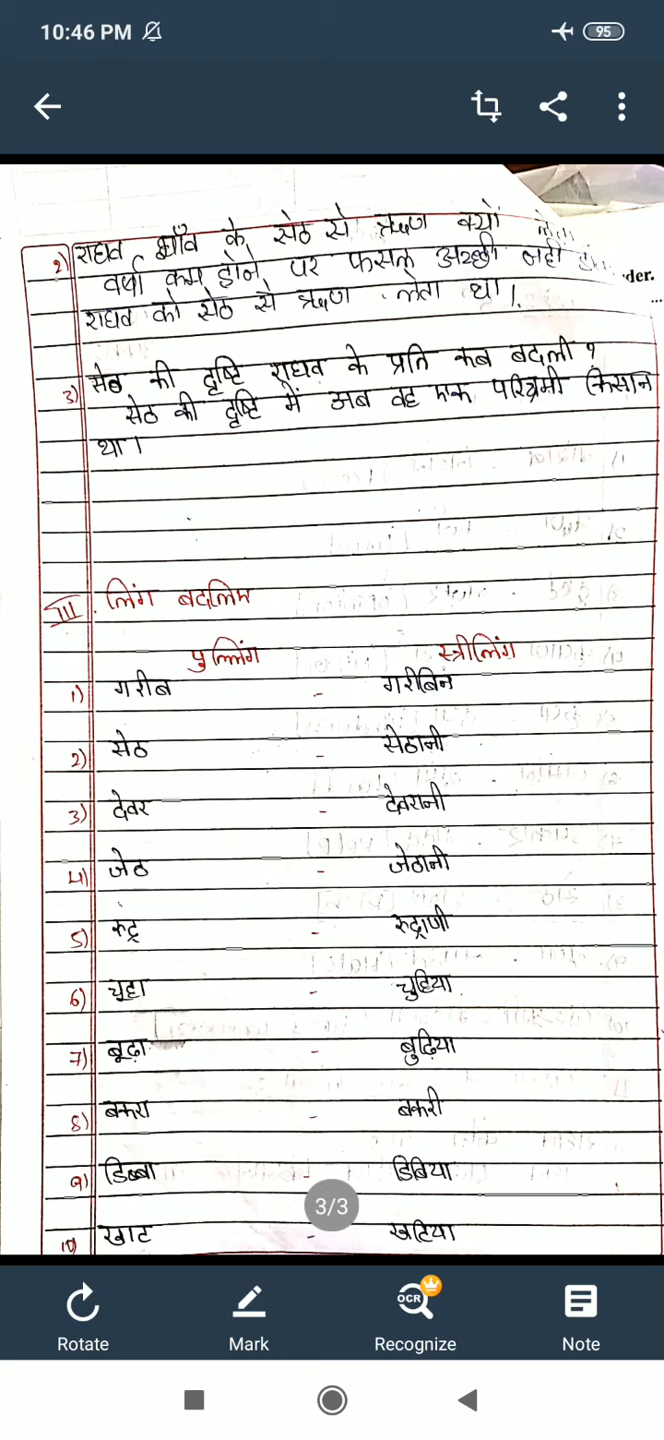 10:46 PM
95
2) राघव गाँव के सेठ से ऋण क्यों लेता
वर्षा कम होने पर फसल अच्छी नहीं
राघव को सेठ से ऋण लेता था।
der.
...
3) सेठ की दृष्टि राघव के प्रति कब बदली ?
सेठ की दृष्टि में अब वह एक परिश्रमी किसान
था।
III. लिंग बदलिए
पुल्लिंग स्त्रीलिंग
1) गरीब - गरीबिन
2) सेठ - सेठानी
3) देवर - देवरानी
4) जेठ - जेठानी
5) रुद्र - रुद्राणी
6) चूहा - चुहिया
7) बूढ़ा - बुढ़िया
8) बकरा - बकरी
9) डिब्बा - डिबिया
3/3
10) खाट - खटिया
Rotate
Mark
OCR
Recognize
Note